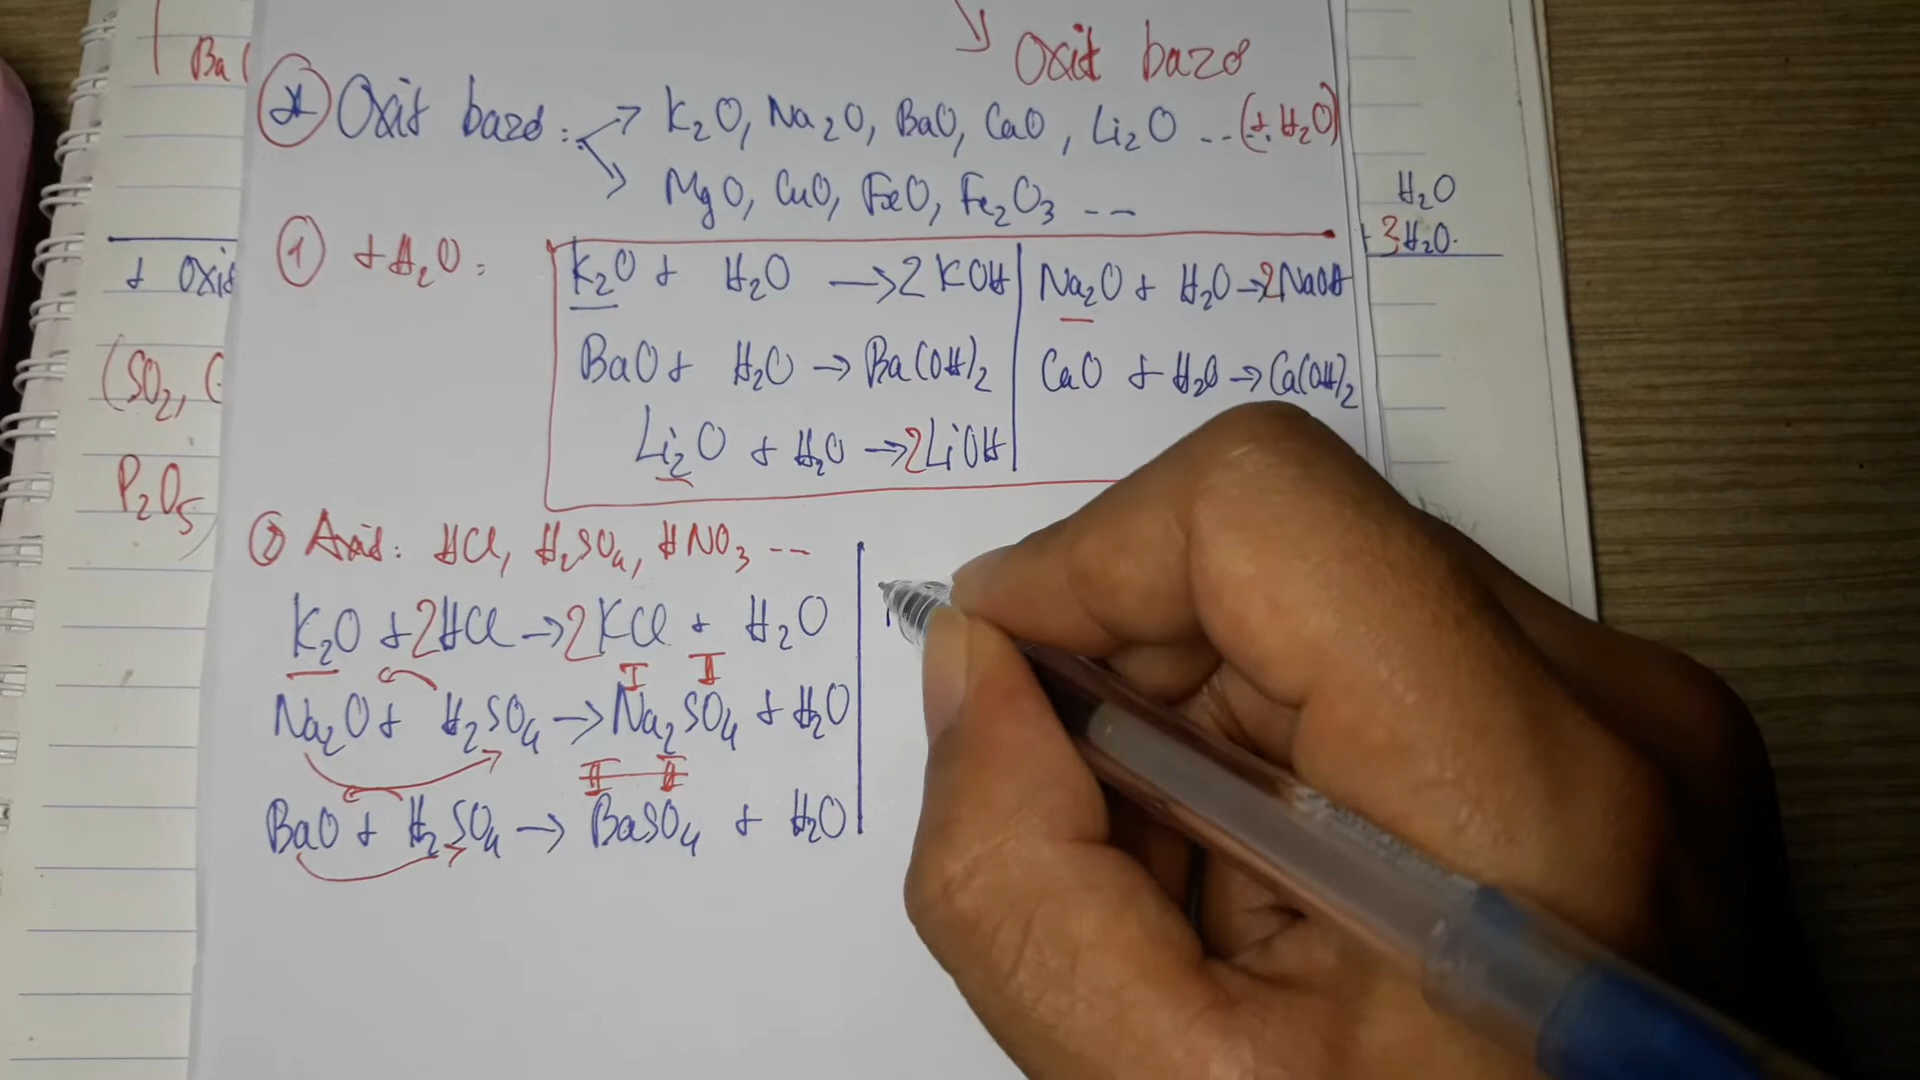 Oxit bazơ
* Oxit bazơ: → K₂O, Na₂O, BaO, CaO, Li₂O ... (+ H₂O)
→ MgO, CuO, FeO, Fe₂O₃ ---
① + H₂O:
K₂O + H₂O → 2KOH | Na₂O + H₂O → 2NaOH
BaO + H₂O → Ba(OH)₂ | CaO + H₂O → Ca(OH)₂
Li₂O + H₂O → 2LiOH
② Axit: HCl, H₂SO₄, HNO₃ ---
K₂O + 2HCl → 2KCl + H₂O
I II
Na₂O + H₂SO₄ → Na₂SO₄ + H₂O
II II
BaO + H₂SO₄ → BaSO₄ + H₂O
Ba(
+ Oxit
(SO₂, (
P₂O₅,
H₂O
+ 3H₂O.